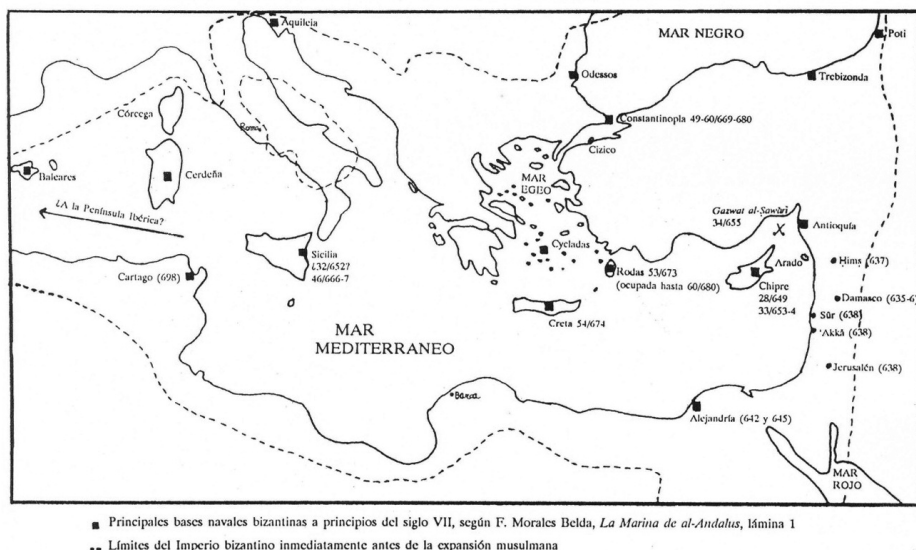 Aquileia
MAR NEGRO
Poti
Odessos
Trebizonda
Córcega
Roma
Constantinopla 49-60/669-680
Cizico
Baleares
Cerdeña
MAR
EGEO
¿A la Península Ibérica?
Gazwat al-Sawārī
34/655
Antioquía
Sicilia
¿32/652?
46/666-7
Cycladas
Arado
Ḥims (637)
Cartago (698)
Rodas 53/673
(ocupada hasta 60/680)
Chipre
28/649
33/653-4
Damasco (635-6)
Creta 54/674
Sūr (638)
'Akkā (638)
MAR
MEDITERRANEO
Jerusalén (638)
Barca
Alejandría (642 y 645)
MAR
ROJO
Principales bases navales bizantinas a principios del siglo VII, según F. Morales Belda, La Marina de al-Andalus, lámina 1
Límites del Imperio bizantino inmediatamente antes de la expansión musulmana